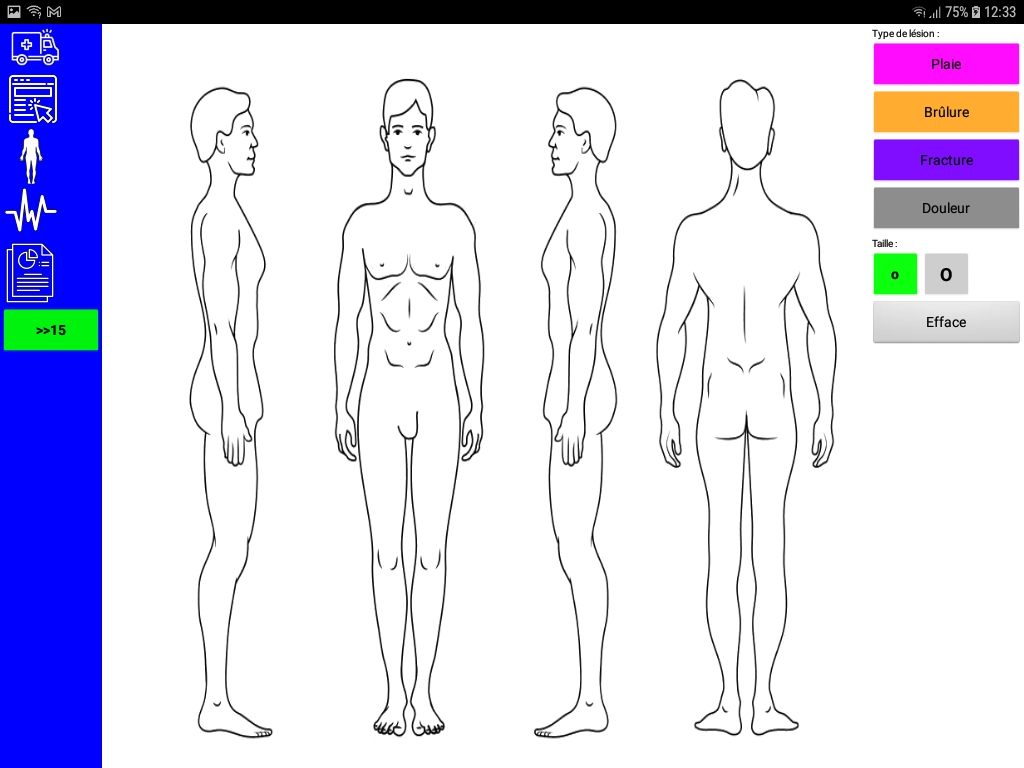 75% 12:33
Type de lésion :
Plaie
Brûlure
Fracture
Douleur
Taille :
o O
Efface
>>15